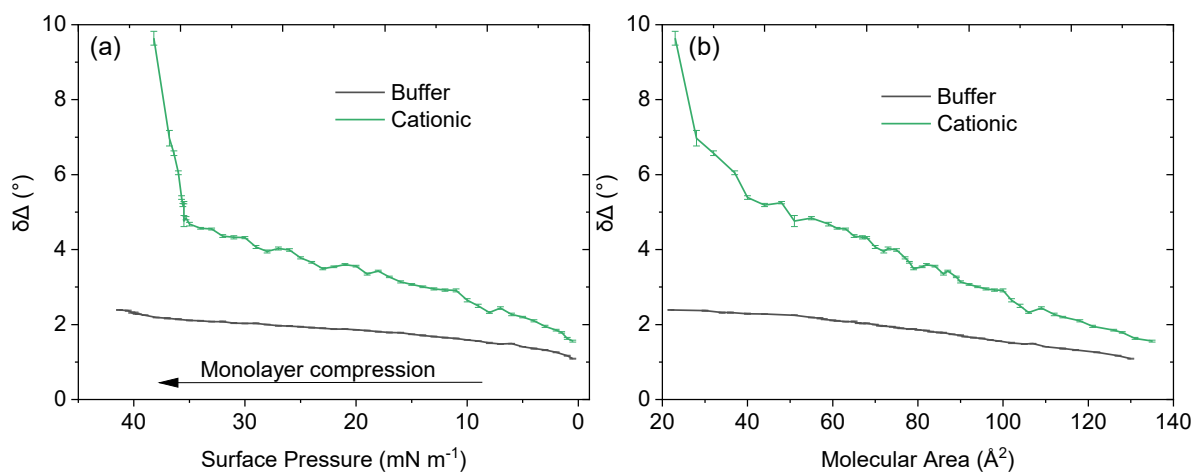 (a)
Buffer
Cationic
Monolayer compression
10
8
6
4
2
0
δΔ (°)
40 30 20 10 0
Surface Pressure (mN m⁻¹)
(b)
Buffer
Cationic
10
8
6
4
2
0
δΔ (°)
20 40 60 80 100 120 140
Molecular Area (Å²)